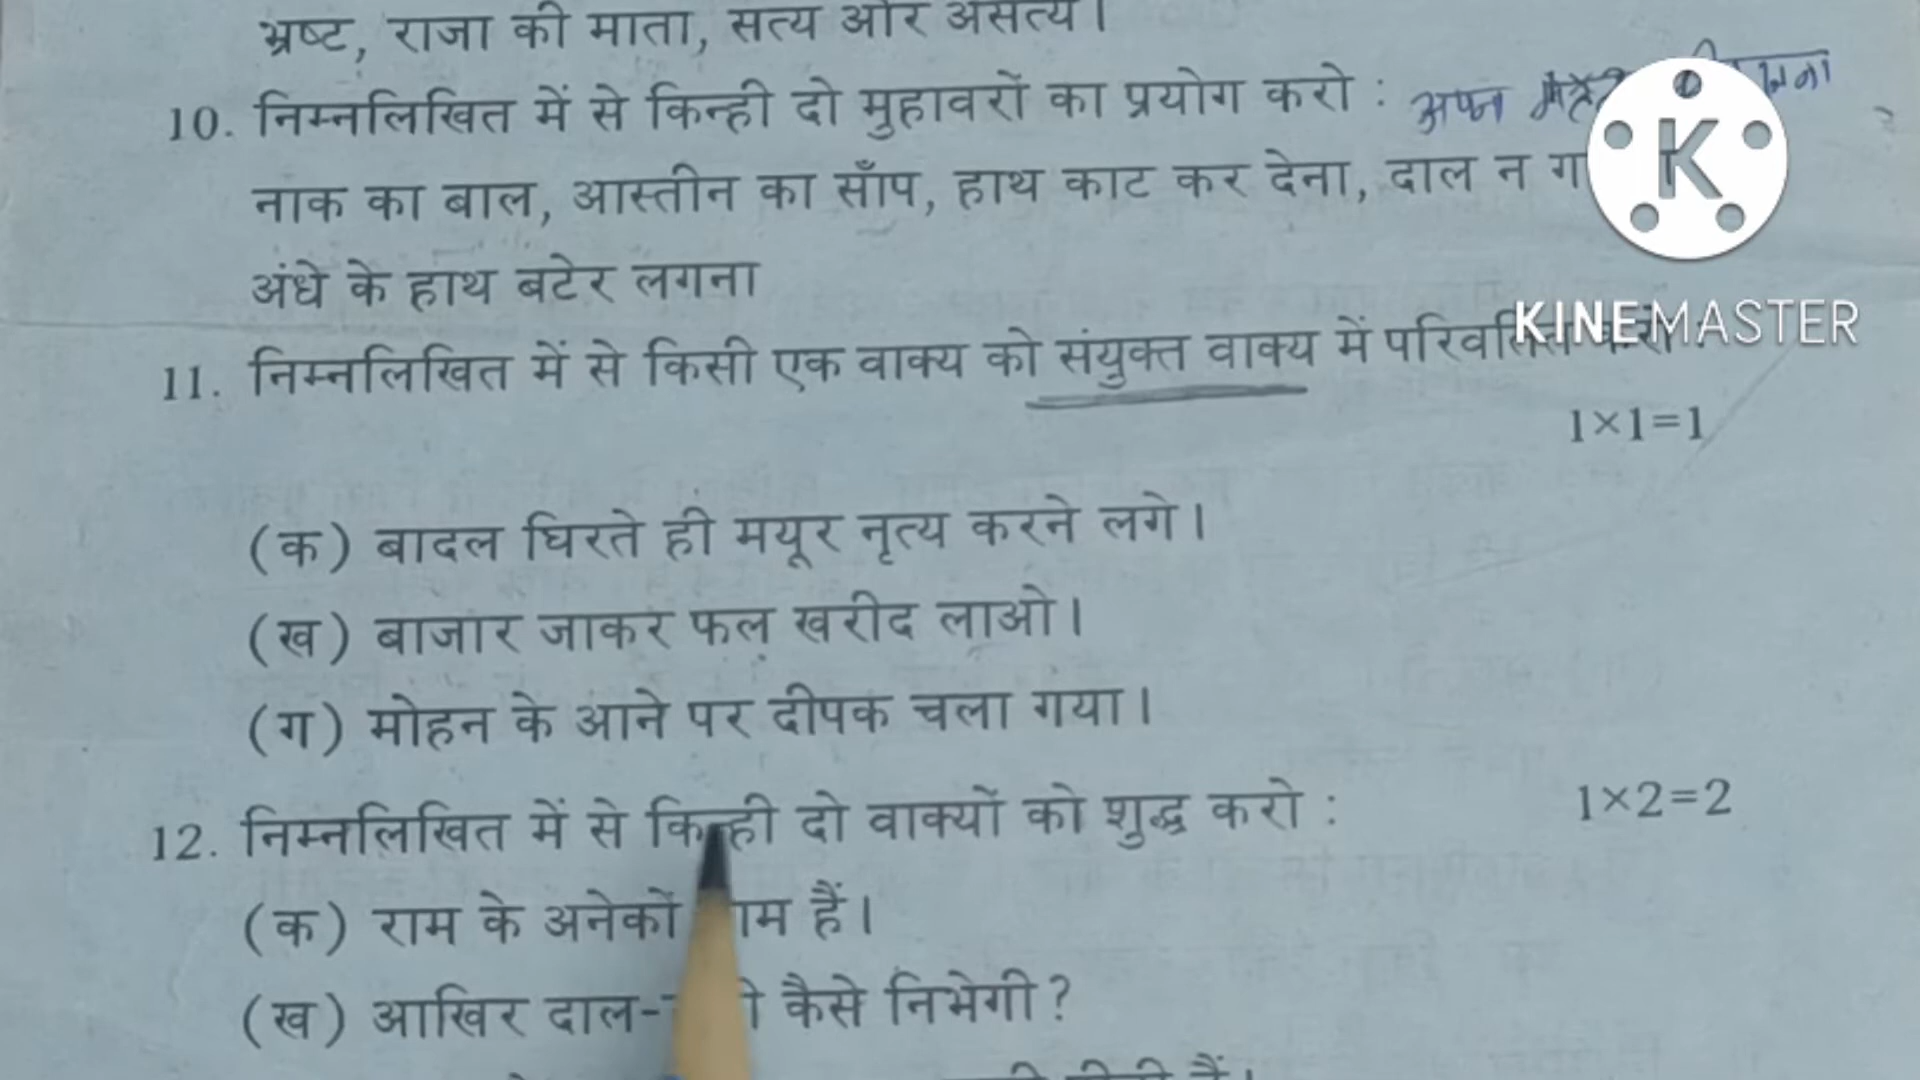 भ्रष्ट, राजा की माता, सत्य और असत्य।
10. निम्नलिखित में से किन्ही दो मुहावरों का प्रयोग करो :
नाक का बाल, आस्तीन का साँप, हाथ काट कर देना, दाल न
अंधे के हाथ बटेर लगना
KINEMASTER
11. निम्नलिखित में से किसी एक वाक्य को संयुक्त वाक्य में
1×1=1
(क) बादल घिरते ही मयूर नृत्य करने लगे।
(ख) बाजार जाकर फल खरीद लाओ।
(ग) मोहन के आने पर दीपक चला गया।
12. निम्नलिखित में से किन्ही दो वाक्यों को शुद्ध करो : 1×2=2
(क) राम के अनेकों हैं।
(ख) आखिर दाल- कैसे निभेगी?